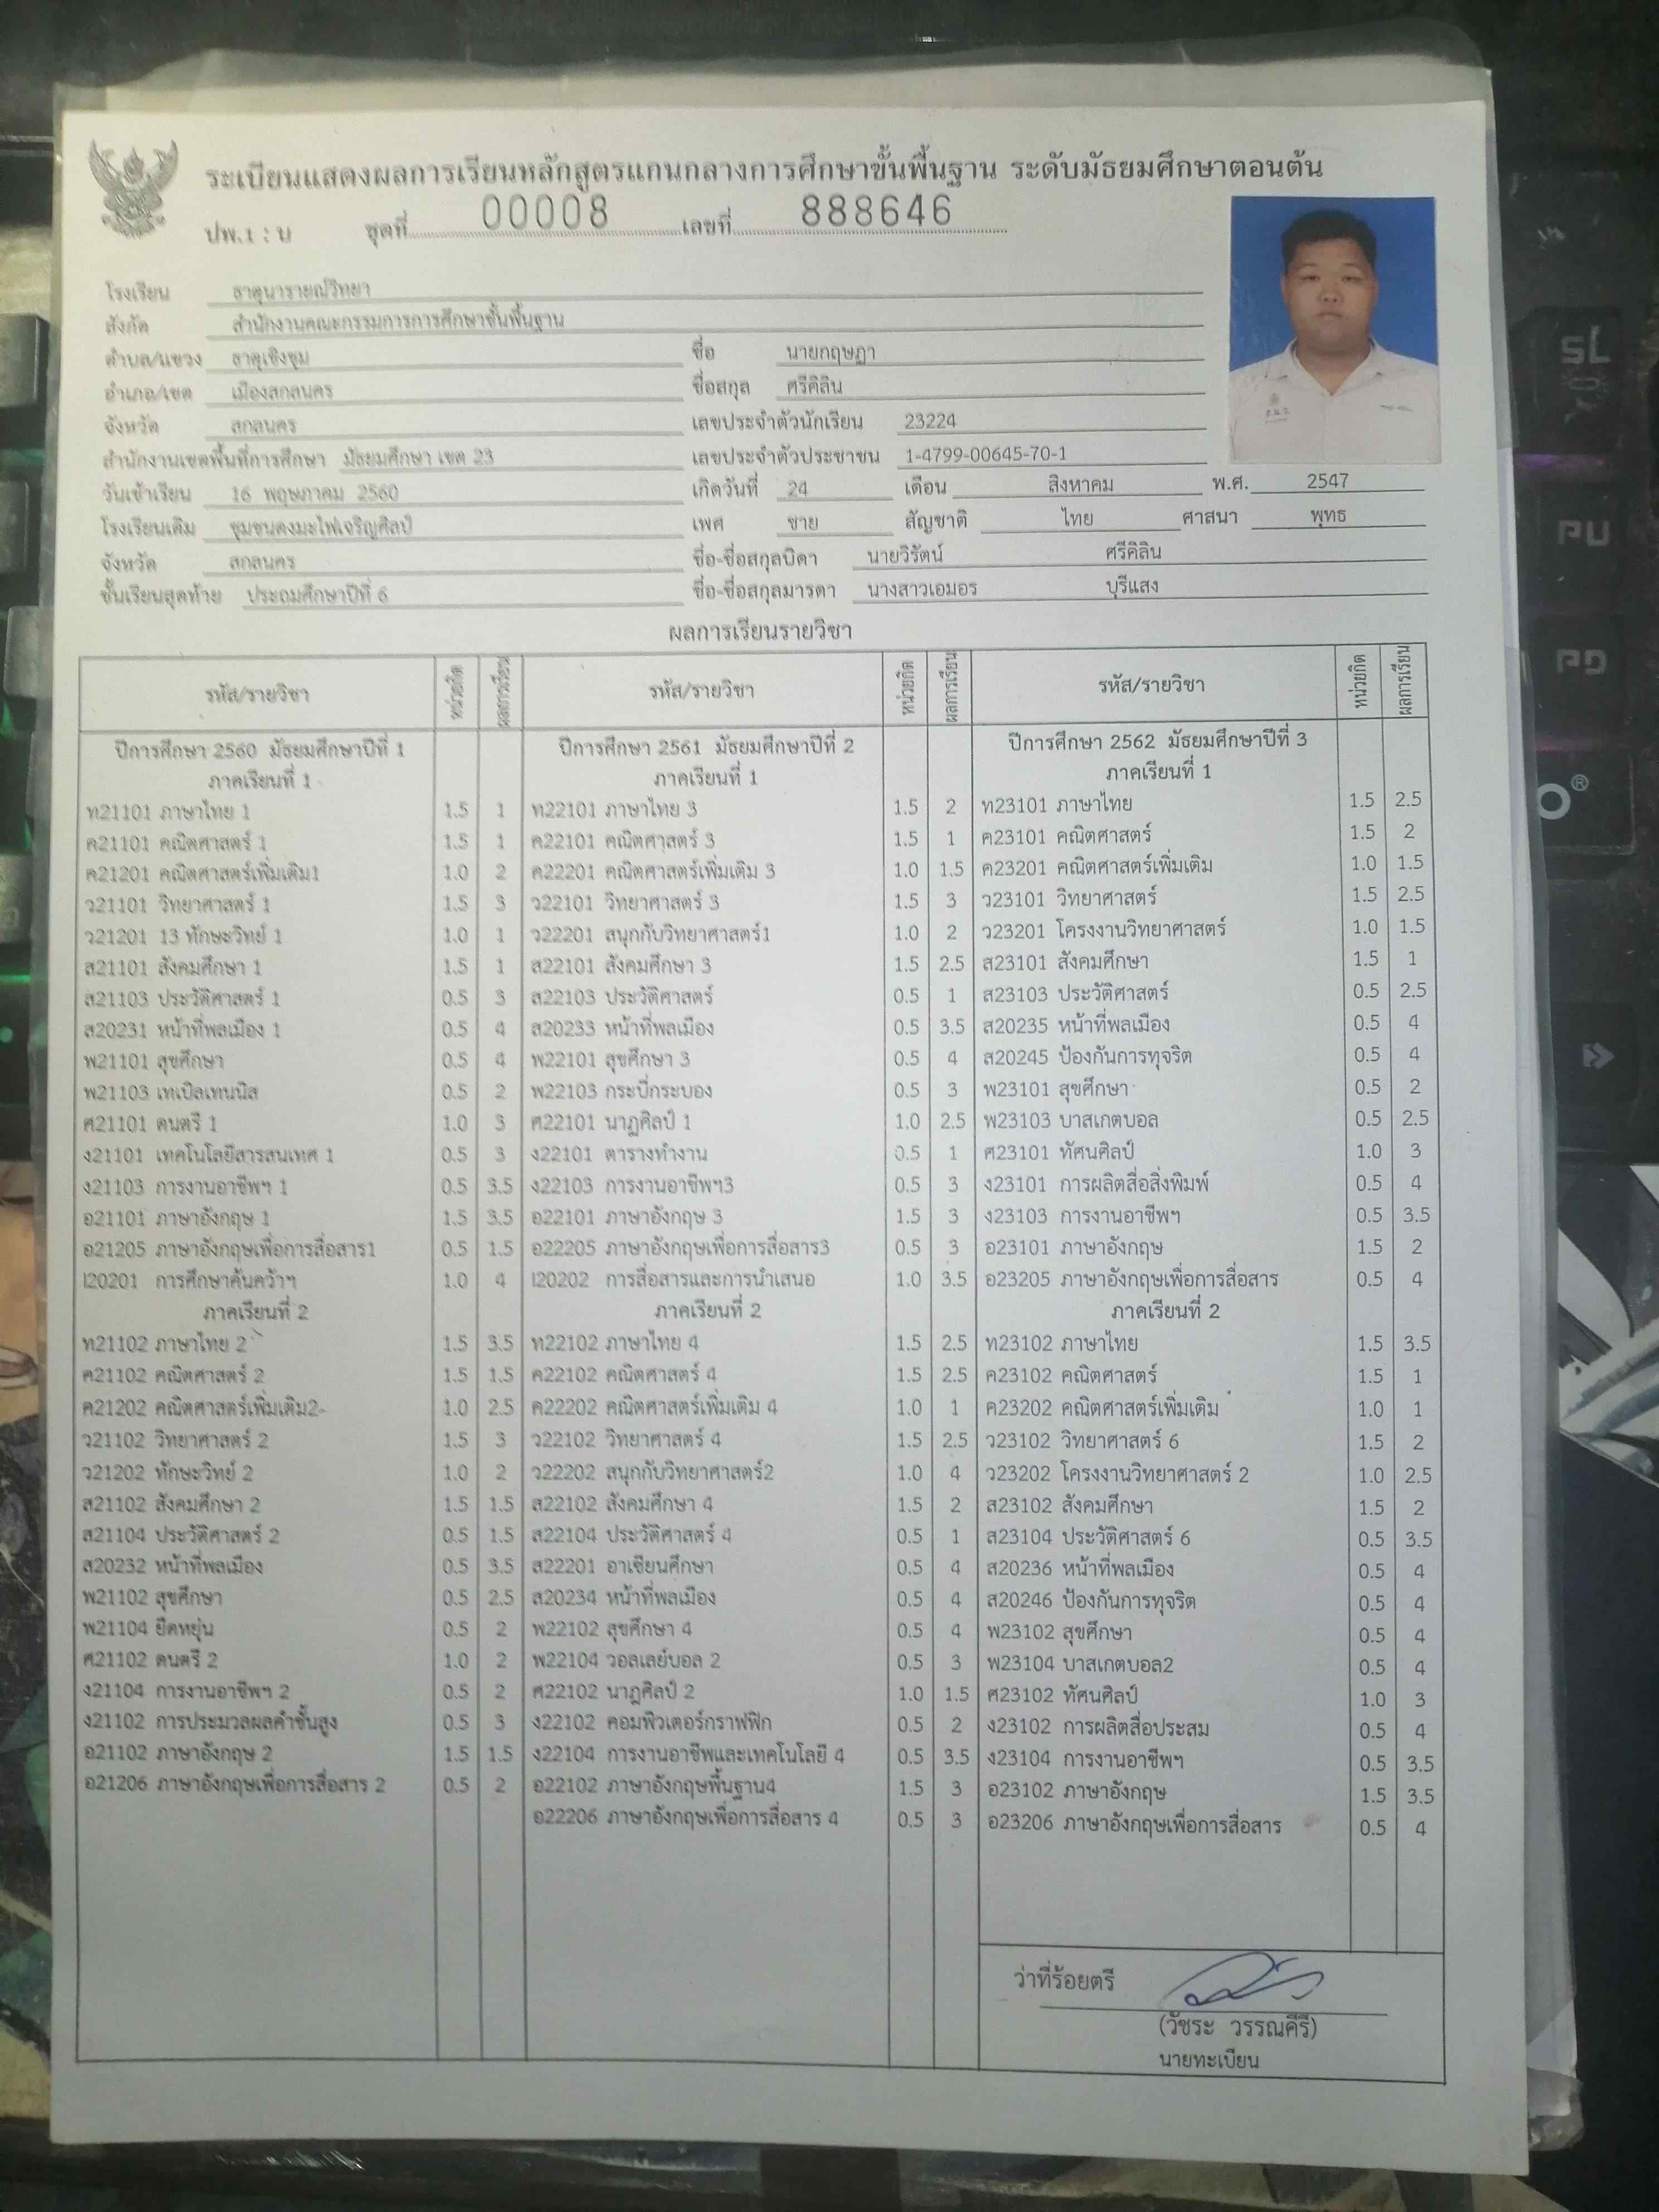 ระเบียนแสดงผลการเรียนหลักสูตรแกนกลางการศึกษาขั้นพื้นฐาน ระดับมัธยมศึกษาตอนต้น
ปพ.1 : บ ชุดที่ 00008 เลขที่ 888646
โรงเรียน ธาตุนารายณ์วิทยา
สังกัด สำนักงานคณะกรรมการการศึกษาขั้นพื้นฐาน
ตำบล/แขวง ธาตุเชิงชุม ชื่อ นายกฤษฎา
อำเภอ/เขต เมืองสกลนคร ชื่อสกุล ศรีคิลิน
จังหวัด สกลนคร เลขประจำตัวนักเรียน 23224
สำนักงานเขตพื้นที่การศึกษา มัธยมศึกษา เขต 23 เลขประจำตัวประชาชน 1-4799-00645-70-1
วันเข้าเรียน 16 พฤษภาคม 2560 เกิดวันที่ 24 เดือน สิงหาคม พ.ศ. 2547
โรงเรียนเดิม ชุมชนดงมะไฟเจริญศิลป์ เพศ ชาย สัญชาติ ไทย ศาสนา พุทธ
จังหวัด สกลนคร ชื่อ-ชื่อสกุลบิดา นายวิรัตน์ ศรีคิลิน
ชั้นเรียนสุดท้าย ประถมศึกษาปีที่ 6 ชื่อ-ชื่อสกุลมารดา นางสาวเอมอร บุรีแสง
ผลการเรียนรายวิชา
รหัส/รายวิชา หน่วยกิต ผลการเรียน รหัส/รายวิชา หน่วยกิต ผลการเรียน รหัส/รายวิชา หน่วยกิต ผลการเรียน
ปีการศึกษา 2560 มัธยมศึกษาปีที่ 1 ปีการศึกษา 2561 มัธยมศึกษาปีที่ 2 ปีการศึกษา 2562 มัธยมศึกษาปีที่ 3
ภาคเรียนที่ 1 ภาคเรียนที่ 1 ภาคเรียนที่ 1
ท21101 ภาษาไทย 1 1.5 1 ท22101 ภาษาไทย 3 1.5 2 ท23101 ภาษาไทย 1.5 2.5
ค21101 คณิตศาสตร์ 1 1.5 1 ค22101 คณิตศาสตร์ 3 1.5 1 ค23101 คณิตศาสตร์ 1.5 2
ค21201 คณิตศาสตร์เพิ่มเติม1 1.0 2 ค22201 คณิตศาสตร์เพิ่มเติม 3 1.0 1.5 ค23201 คณิตศาสตร์เพิ่มเติม 1.0 1.5
ว21101 วิทยาศาสตร์ 1 1.5 3 ว22101 วิทยาศาสตร์ 3 1.5 3 ว23101 วิทยาศาสตร์ 1.5 2.5
ว21201 13 ทักษะวิทย์ 1 1.0 1 ว22201 สนุกกับวิทยาศาสตร์1 1.0 2 ว23201 โครงงานวิทยาศาสตร์ 1.0 1.5
ส21101 สังคมศึกษา 1 1.5 1 ส22101 สังคมศึกษา 3 1.5 2.5 ส23101 สังคมศึกษา 1.5 1
ส21103 ประวัติศาสตร์ 1 0.5 3 ส22103 ประวัติศาสตร์ 0.5 1 ส23103 ประวัติศาสตร์ 0.5 2.5
ส20231 หน้าที่พลเมือง 1 0.5 4 ส20233 หน้าที่พลเมือง 0.5 3.5 ส20235 หน้าที่พลเมือง 0.5 4
พ21101 สุขศึกษา 0.5 4 พ22101 สุขศึกษา 3 0.5 4 ส20245 ป้องกันการทุจริต 0.5 4
พ21103 เทเบิลเทนนิส 0.5 2 พ22103 กระบี่กระบอง 0.5 3 พ23101 สุขศึกษา 0.5 2
ศ21101 ดนตรี 1 1.0 3 ศ22101 นาฏศิลป์ 1 1.0 2.5 พ23103 บาสเกตบอล 0.5 2.5
ง21101 เทคโนโลยีสารสนเทศ 1 0.5 3 ง22101 ตารางทำงาน 0.5 1 ศ23101 ทัศนศิลป์ 1.0 3
ง21103 การงานอาชีพฯ 1 0.5 3.5 ง22103 การงานอาชีพฯ3 0.5 3 ง23101 การผลิตสื่อสิ่งพิมพ์ 0.5 4
อ21101 ภาษาอังกฤษ 1 1.5 3.5 อ22101 ภาษาอังกฤษ 3 1.5 3 ง23103 การงานอาชีพฯ 0.5 3.5
อ21205 ภาษาอังกฤษเพื่อการสื่อสาร1 0.5 1.5 อ22205 ภาษาอังกฤษเพื่อการสื่อสาร3 0.5 3 อ23101 ภาษาอังกฤษ 1.5 2
I20201 การศึกษาค้นคว้าฯ 1.0 4 I20202 การสื่อสารและการนำเสนอ 1.0 3.5 อ23205 ภาษาอังกฤษเพื่อการสื่อสาร 0.5 4
ภาคเรียนที่ 2 ภาคเรียนที่ 2 ภาคเรียนที่ 2
ท21102 ภาษาไทย 2 1.5 3.5 ท22102 ภาษาไทย 4 1.5 2.5 ท23102 ภาษาไทย 1.5 3.5
ค21102 คณิตศาสตร์ 2 1.5 1.5 ค22102 คณิตศาสตร์ 4 1.5 2.5 ค23102 คณิตศาสตร์ 1.5 1
ค21202 คณิตศาสตร์เพิ่มเติม2 1.0 2.5 ค22202 คณิตศาสตร์เพิ่มเติม 4 1.0 1 ค23202 คณิตศาสตร์เพิ่มเติม 1.0 1
ว21102 วิทยาศาสตร์ 2 1.5 3 ว22102 วิทยาศาสตร์ 4 1.5 2.5 ว23102 วิทยาศาสตร์ 6 1.5 2
ว21202 ทักษะวิทย์ 2 1.0 2 ว22202 สนุกกับวิทยาศาสตร์2 1.0 4 ว23202 โครงงานวิทยาศาสตร์ 2 1.0 2.5
ส21102 สังคมศึกษา 2 1.5 1.5 ส22102 สังคมศึกษา 4 1.5 2 ส23102 สังคมศึกษา 1.5 2
ส21104 ประวัติศาสตร์ 2 0.5 1.5 ส22104 ประวัติศาสตร์ 4 0.5 1 ส23104 ประวัติศาสตร์ 6 0.5 3.5
ส20232 หน้าที่พลเมือง 0.5 3.5 ส22201 อาเซียนศึกษา 0.5 4 ส20236 หน้าที่พลเมือง 0.5 4
พ21102 สุขศึกษา 0.5 2.5 ส20234 หน้าที่พลเมือง 0.5 4 ส20246 ป้องกันการทุจริต 0.5 4
พ21104 ยืดหยุ่น 0.5 2 พ22102 สุขศึกษา 4 0.5 4 พ23102 สุขศึกษา 0.5 4
ศ21102 ดนตรี 2 1.0 2 พ22104 วอลเลย์บอล 2 0.5 3 พ23104 บาสเกตบอล2 0.5 4
ง21104 การงานอาชีพฯ 2 0.5 2 ศ22102 นาฏศิลป์ 2 1.0 1.5 ศ23102 ทัศนศิลป์ 1.0 3
ง21102 การประมวลผลคำขั้นสูง 0.5 3 ง22102 คอมพิวเตอร์กราฟฟิก 0.5 2 ง23102 การผลิตสื่อประสม 0.5 4
อ21102 ภาษาอังกฤษ 2 1.5 1.5 ง22104 การงานอาชีพและเทคโนโลยี 4 0.5 3.5 ง23104 การงานอาชีพฯ 0.5 3.5
อ21206 ภาษาอังกฤษเพื่อการสื่อสาร 2 0.5 2 อ22102 ภาษาอังกฤษพื้นฐาน4 1.5 3 อ23102 ภาษาอังกฤษ 1.5 3.5
อ22206 ภาษาอังกฤษเพื่อการสื่อสาร 4 0.5 3 อ23206 ภาษาอังกฤษเพื่อการสื่อสาร 0.5 4
ว่าที่ร้อยตรี
(วัชระ วรรณคีรี)
นายทะเบียน